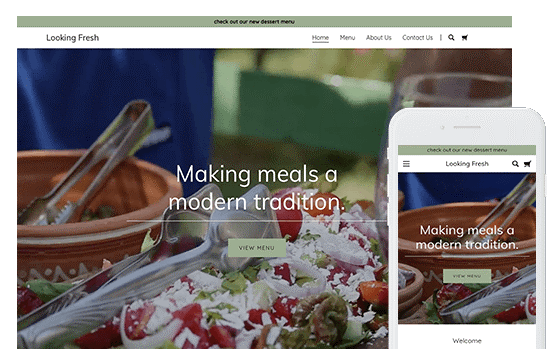 check out our new dessert menu
Looking Fresh
Home Menu About Us Contact Us
Making meals a
modern tradition.
VIEW MENU
check out our new dessert menu
Looking Fresh
Making meals a
modern tradition.
VIEW MENU
Welcome